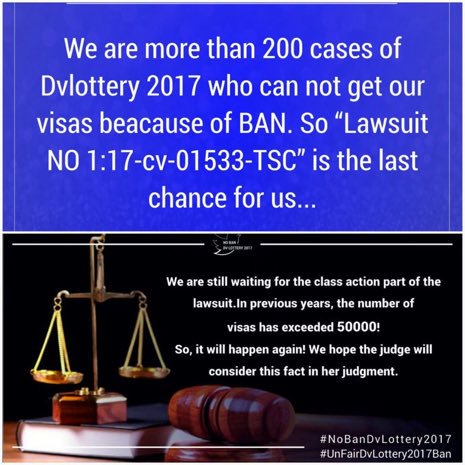 We are more than 200 cases of
Dvlottery 2017 who can not get our
visas beacause of BAN. So “Lawsuit
NO 1:17-cv-01533-TSC” is the last
chance for us...
NO BAN
DV LOTTERY 2017
We are still waiting for the class action part of the
lawsuit.In previous years, the number of
visas has exceeded 50000!
So, it will happen again! We hope the judge will
consider this fact in her judgment.
#NoBanDvLottery2017
#UnFairDvLottery2017Ban